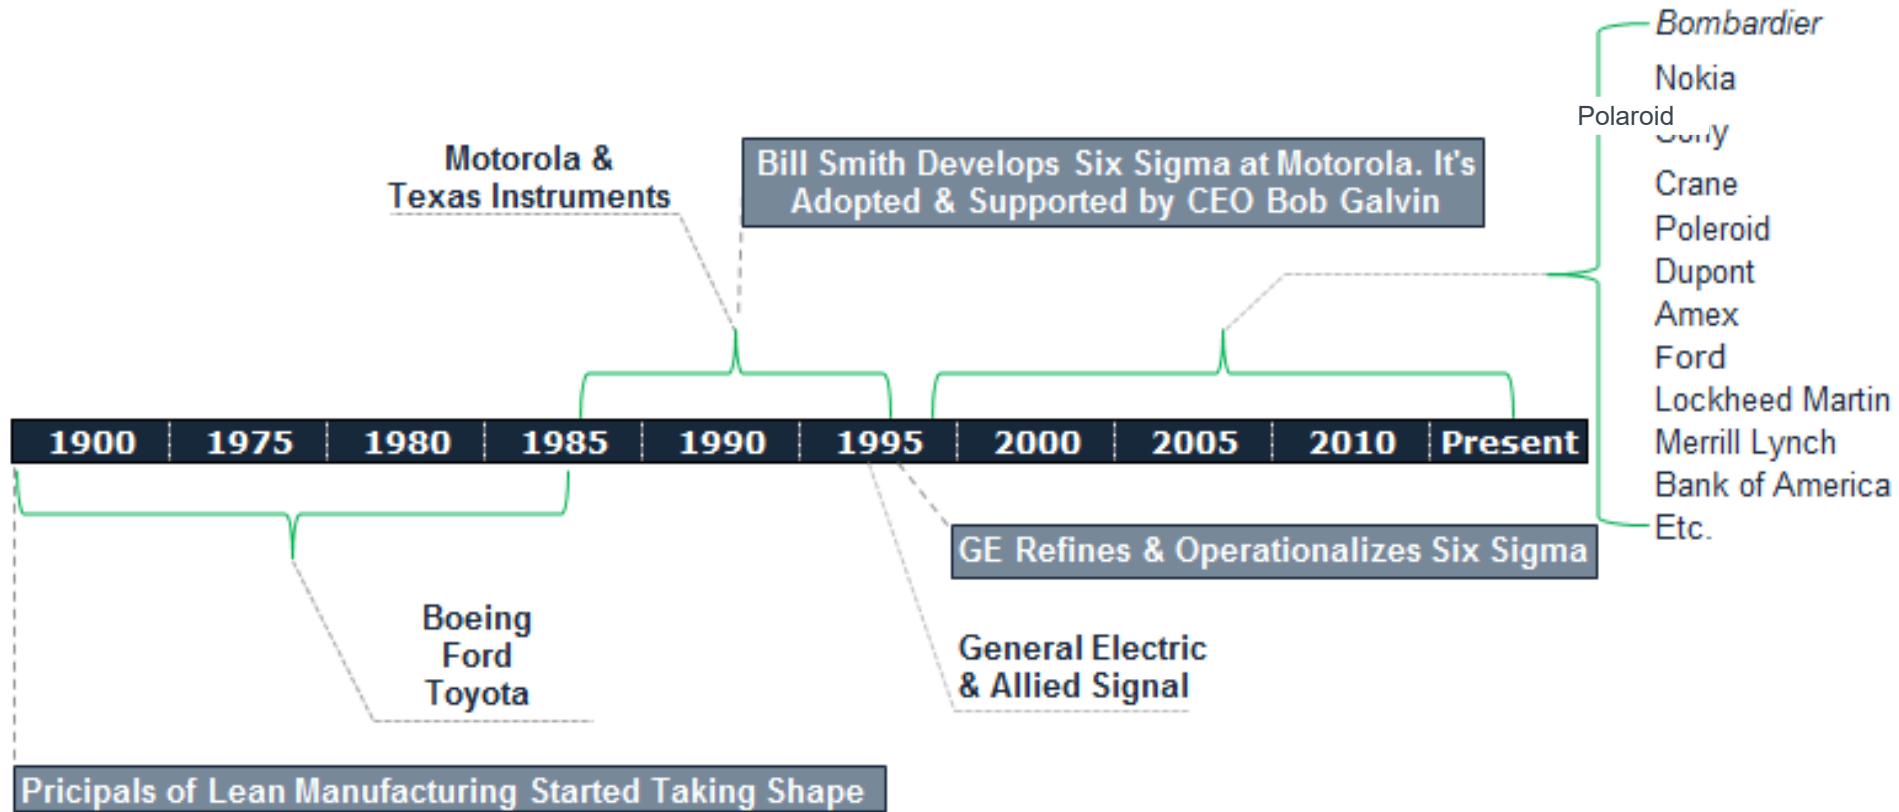 Bombardier
Nokia
Polaroid
Crane
Poleroid
Dupont
Amex
Ford
Lockheed Martin
Merrill Lynch
Bank of America
Etc.
Motorola &
Texas Instruments
Bill Smith Develops Six Sigma at Motorola. It's
Adopted & Supported by CEO Bob Galvin
1900 1975 1980 1985 1990 1995 2000 2005 2010 Present
GE Refines & Operationalizes Six Sigma
Boeing
Ford
Toyota
General Electric
& Allied Signal
Pricipals of Lean Manufacturing Started Taking Shape